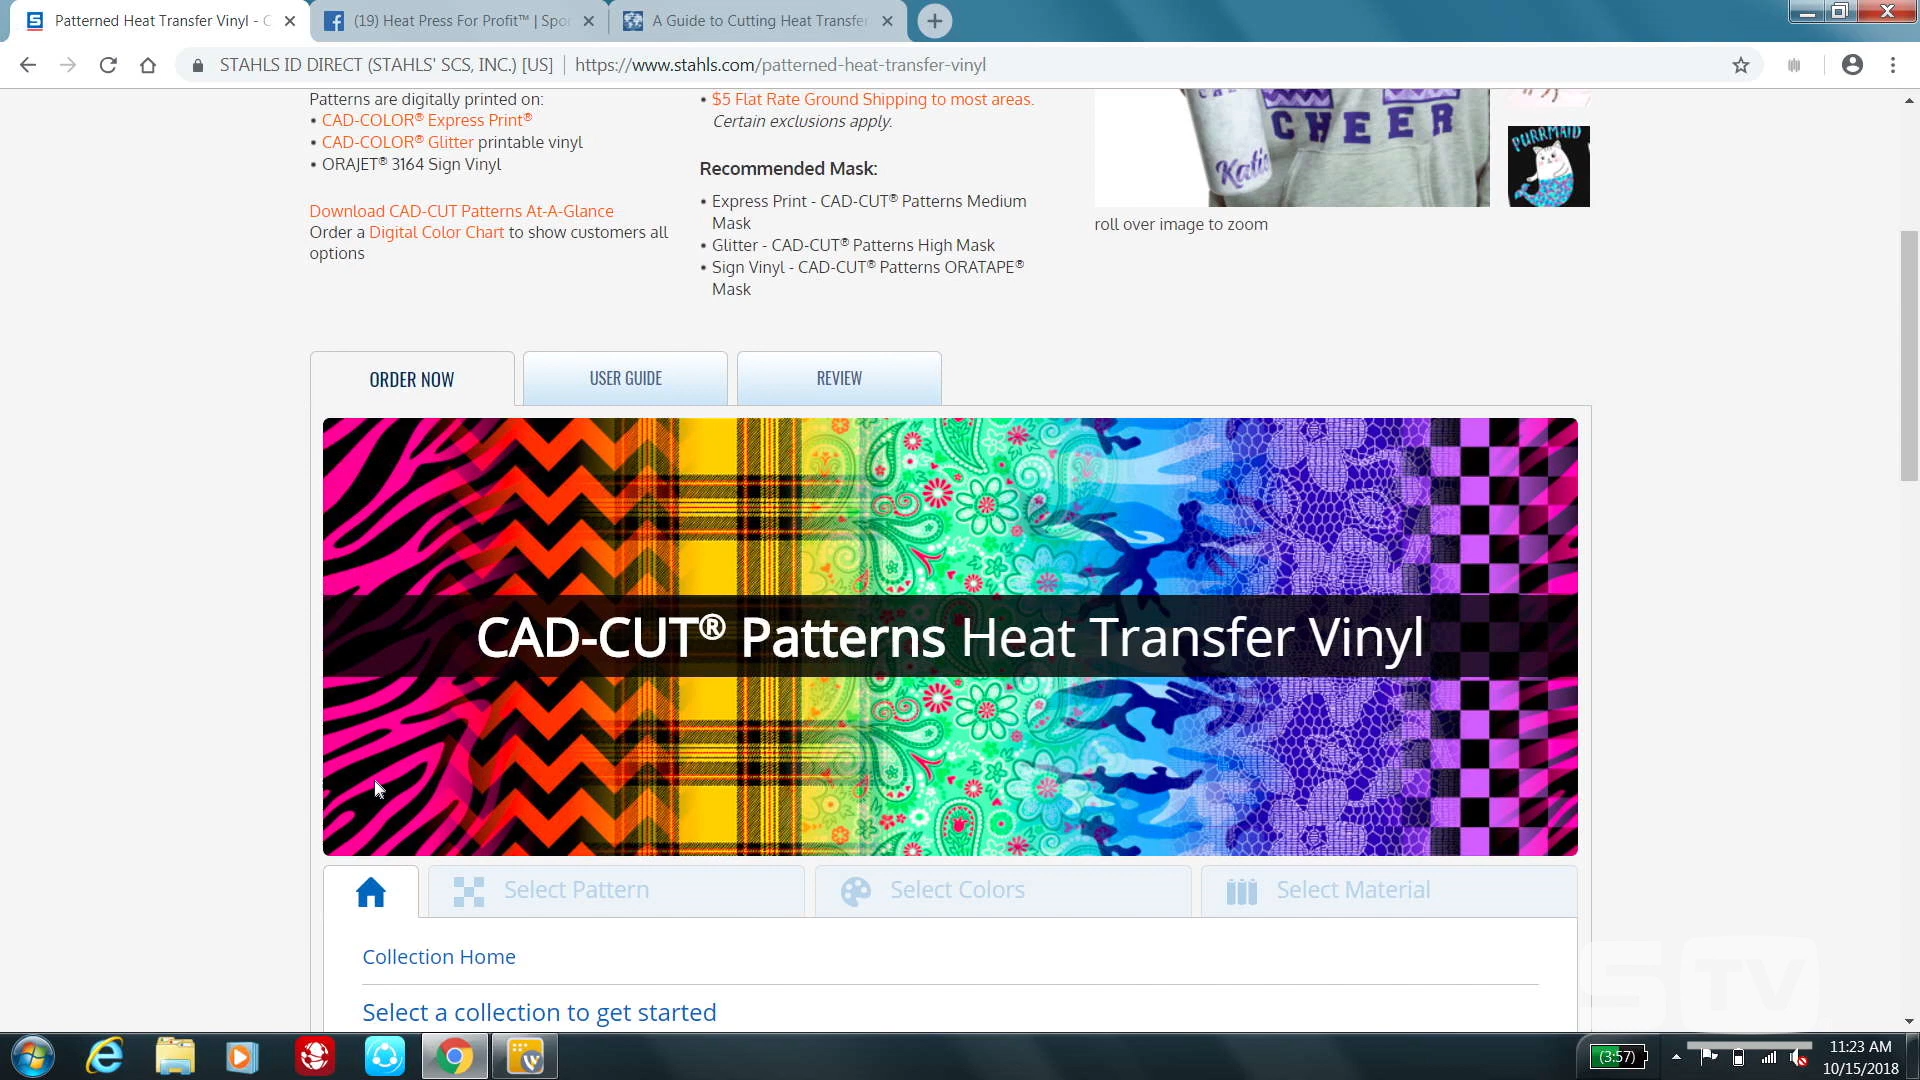 Patterned Heat Transfer Vinyl - C
(19) Heat Press For Profit™ | Spo
A Guide to Cutting Heat Transfer
STAHLS ID DIRECT (STAHLS' SCS, INC.) [US]
https://www.stahls.com/patterned-heat-transfer-vinyl
Patterns are digitally printed on:
• CAD-COLOR® Express Print®
• CAD-COLOR® Glitter printable vinyl
• ORAJET® 3164 Sign Vinyl
Download CAD-CUT Patterns At-A-Glance
Order a Digital Color Chart to show customers all
options
• $5 Flat Rate Ground Shipping to most areas.
Certain exclusions apply.
Recommended Mask:
• Express Print - CAD-CUT® Patterns Medium
Mask
• Glitter - CAD-CUT® Patterns High Mask
• Sign Vinyl - CAD-CUT® Patterns ORATAPE®
Mask
CHEER
Katie
PURRMAID
roll over image to zoom
ORDER NOW
USER GUIDE
REVIEW
CAD-CUT® Patterns Heat Transfer Vinyl
Select Pattern
Select Colors
Select Material
Collection Home
Select a collection to get started
STV
(3:57)
11:23 AM
10/15/2018